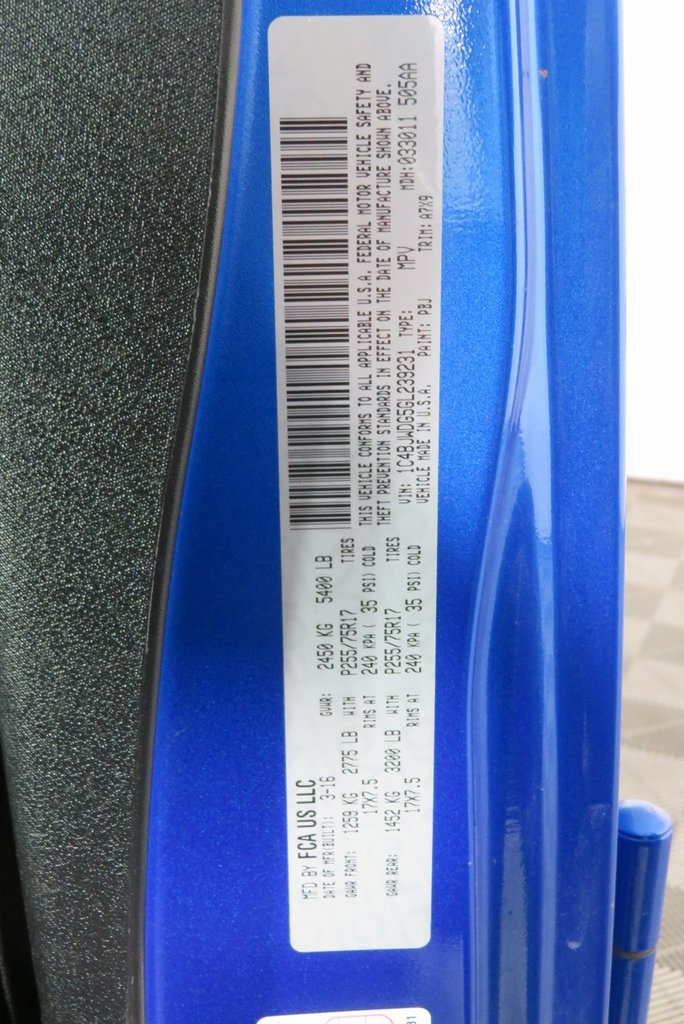 MFD BY FCA US LLC
DATE OF MFR(BUILT): 3-16 GVWR: 2450 KG 5400 LB
GAWR FRONT: 1259 KG 2775 LB WITH P255/75R17 TIRES
17X7.5 RIMS AT 240 KPA ( 35 PSI) COLD
GAWR REAR: 1452 KG 3200 LB WITH P255/75R17 TIRES
17X7.5 RIMS AT 240 KPA ( 35 PSI) COLD
THIS VEHICLE CONFORMS TO ALL APPLICABLE U.S.A. FEDERAL MOTOR VEHICLE SAFETY AND
THEFT PREVENTION STANDARDS IN EFFECT ON THE DATE OF MANUFACTURE SHOWN ABOVE.
VIN: 1C4BJWDG5GL239231 TYPE: MPV MDH:033011 505AA
VEHICLE MADE IN U.S.A. PAINT: PBJ TRIM: A7X9